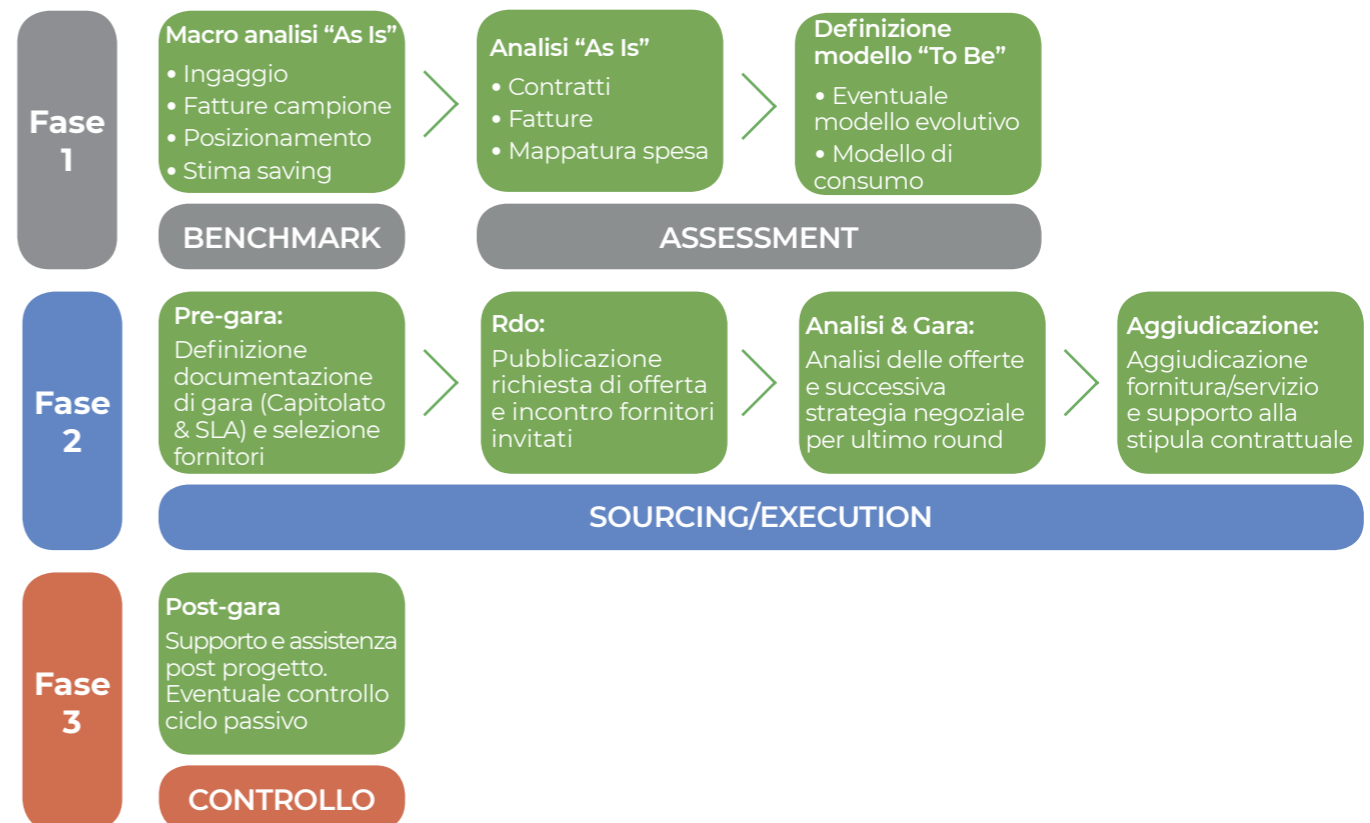 Fase
1
Macro analisi “As Is”
• Ingaggio
• Fatture campione
• Posizionamento
• Stima saving
Analisi “As Is”
• Contratti
• Fatture
• Mappatura spesa
Definizione
modello “To Be”
• Eventuale
modello evolutivo
• Modello di
consumo
BENCHMARK
ASSESSMENT
Fase
2
Pre-gara:
Definizione
documentazione
di gara (Capitolato
& SLA) e selezione
fornitori
Rdo:
Pubblicazione
richiesta di offerta
e incontro fornitori
invitati
Analisi & Gara:
Analisi delle offerte
e successiva
strategia negoziale
per ultimo round
Aggiudicazione:
Aggiudicazione
fornitura/servizio
e supporto alla
stipula contrattuale
SOURCING/EXECUTION
Fase
3
Post-gara
Supporto e assistenza
post progetto.
Eventuale controllo
ciclo passivo
CONTROLLO